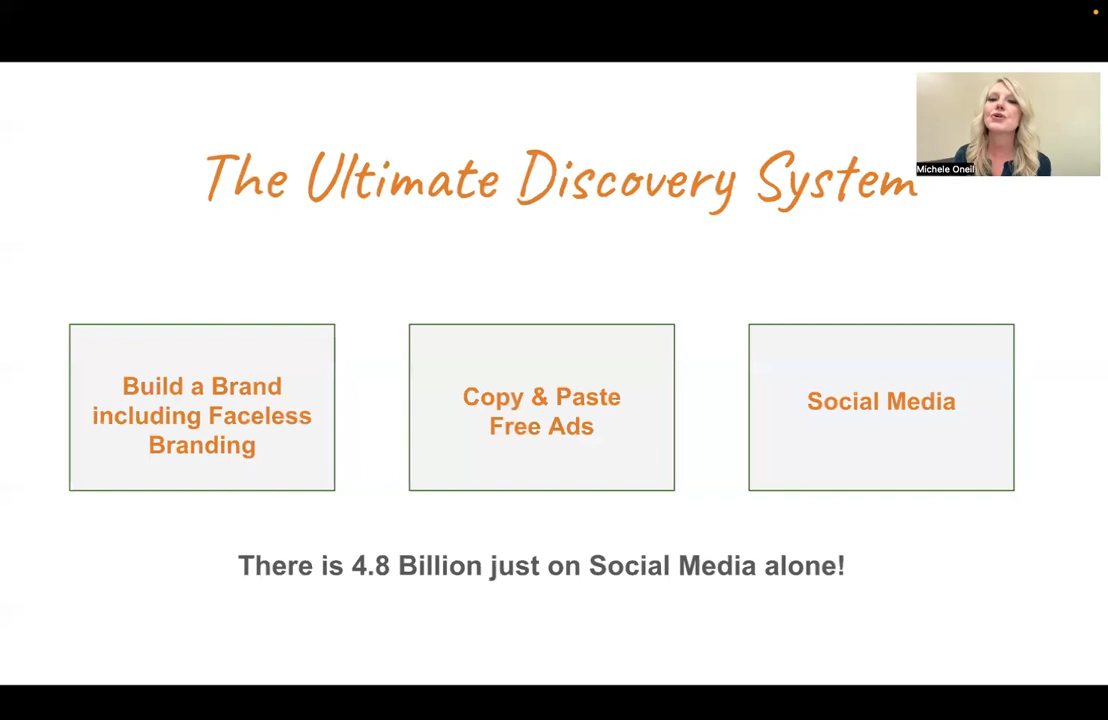 Michele Oneil
The Ultimate Discovery System
Build a Brand
including Faceless
Branding
Copy & Paste
Free Ads
Social Media
There is 4.8 Billion just on Social Media alone!